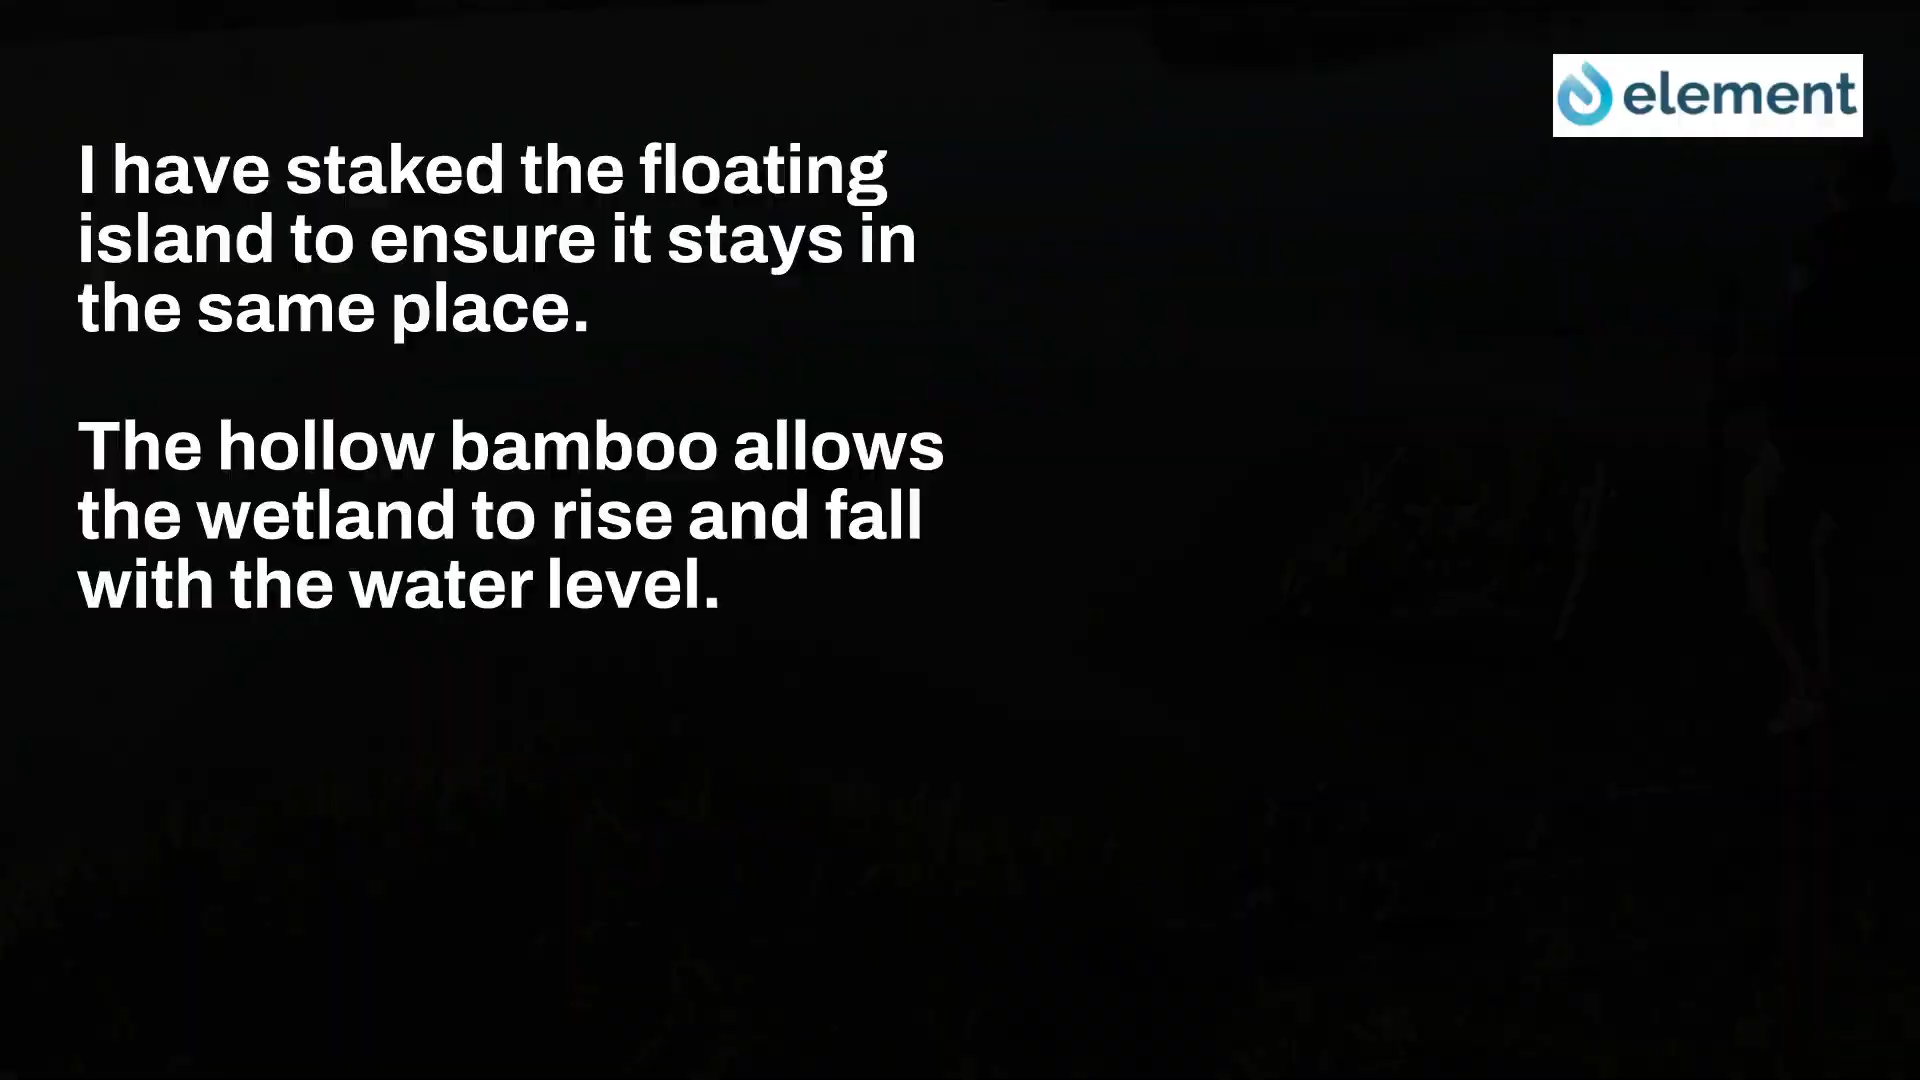 element
I have staked the floating
island to ensure it stays in
the same place.
The hollow bamboo allows
the wetland to rise and fall
with the water level.